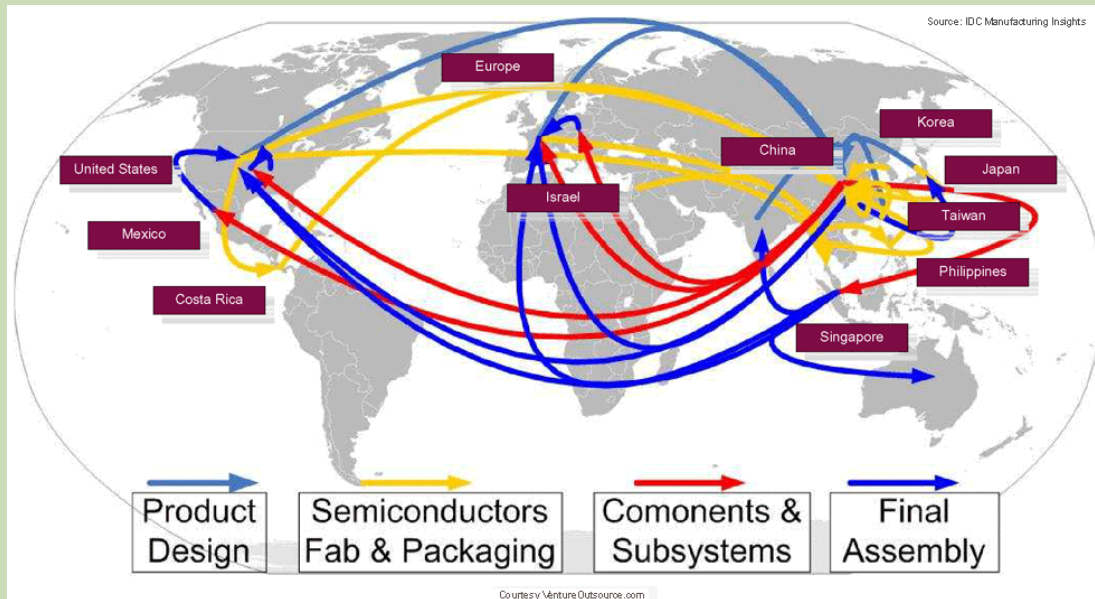 Source: IDC Manufacturing Insights
Europe
Korea
China
United States
Japan
Israel
Taiwan
Mexico
Philippines
Costa Rica
Singapore
Product
Design
Semiconductors
Fab & Packaging
Comonents &
Subsystems
Final
Assembly
Courtesy VentureOutsource.com